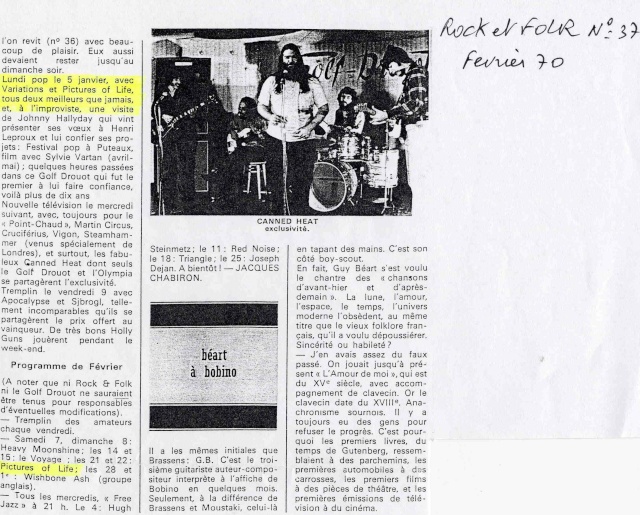 l'on revit (n° 36) avec beau-
coup de plaisir. Eux aussi
devaient rester jusqu'au
dimanche soir.
Lundi pop le 5 janvier, avec
Variations et Pictures of Life,
tous deux meilleurs que jamais,
et, à l'improviste, une visite
de Johnny Hallyday qui vint
présenter ses vœux à Henri
Leproux et lui confier ses pro-
jets : Festival pop à Puteaux,
film avec Sylvie Vartan (avril-
mai) ; quelques heures passées
dans ce Golf Drouot qui fut le
premier à lui faire confiance,
voilà plus de dix ans
Nouvelle télévision le mercredi
suivant, avec, toujours pour le
« Point-Chaud », Martin Circus,
Cruciférius, Vigon, Steamham-
mer (venus spécialement de
Londres), et surtout, les fabu-
leux Canned Heat dont seuls
le Golf Drouot et l'Olympia
se partagèrent l'exclusivité.
Tremplin le vendredi 9 avec
Apocalypse et Sjbrogl, telle-
ment incomparables qu'ils se
partagèrent le prix offert au
vainqueur. De très bons Holly
Guns jouèrent pendant le
week-end.
Programme de Février
(A noter que ni Rock & Folk
ni le Golf Drouot ne sauraient
être tenus pour responsables
d'éventuelles modifications).
— Tremplin des amateurs
chaque vendredi.
— Samedi 7, dimanche 8 :
Heavy Moonshine ; les 14 et
15 : le Voyage ; les 21 et 22 :
Pictures of Life ; les 28 et
1er : Wishbone Ash (groupe
anglais).
— Tous les mercredis, « Free
Jazz » à 21 h. Le 4 : Hugh
Golf-Drouot
CANNED HEAT
exclusivité.
Steinmetz ; le 11 : Red Noise ;
le 18 : Triangle ; le 25 : Joseph
Dejan. A bientôt ! — JACQUES
CHABIRON.
béart
à bobino
Il a les mêmes initiales que
Brassens : G.B. C'est le troi-
sième guitariste auteur-compo-
siteur interprète à l'affiche de
Bobino en quelques mois.
Seulement, à la différence de
Brassens et Moustaki, celui-là
en tapant des mains. C'est son
côté boy-scout.
En fait, Guy Béart s'est voulu
le chantre des « chansons
d'avant-hier et d'après-
demain ». La lune, l'amour,
l'espace, le temps, l'univers
moderne l'obsèdent, au même
titre que le vieux folklore fran-
çais, qu'il a voulu dépoussiérer.
Sincérité ou habileté ?
— J'en avais assez du faux
passé. On jouait jusqu'à pré-
sent « L'Amour de moi », qui est
du XVe siècle, avec accom-
pagnement de clavecin. Or le
clavecin date du XVIIIe. Ana-
chronisme sournois. Il y a
toujours eu des gens pour
refuser le progrès. C'est pour-
quoi les premiers livres, du
temps de Gutenberg, ressem-
blaient à des parchemins, les
premières automobiles à des
carrosses, les premiers films
à des pièces de théâtre, et les
premières émissions de télé-
vision à du cinéma.
Rock et FOLK N° 37
Février 70